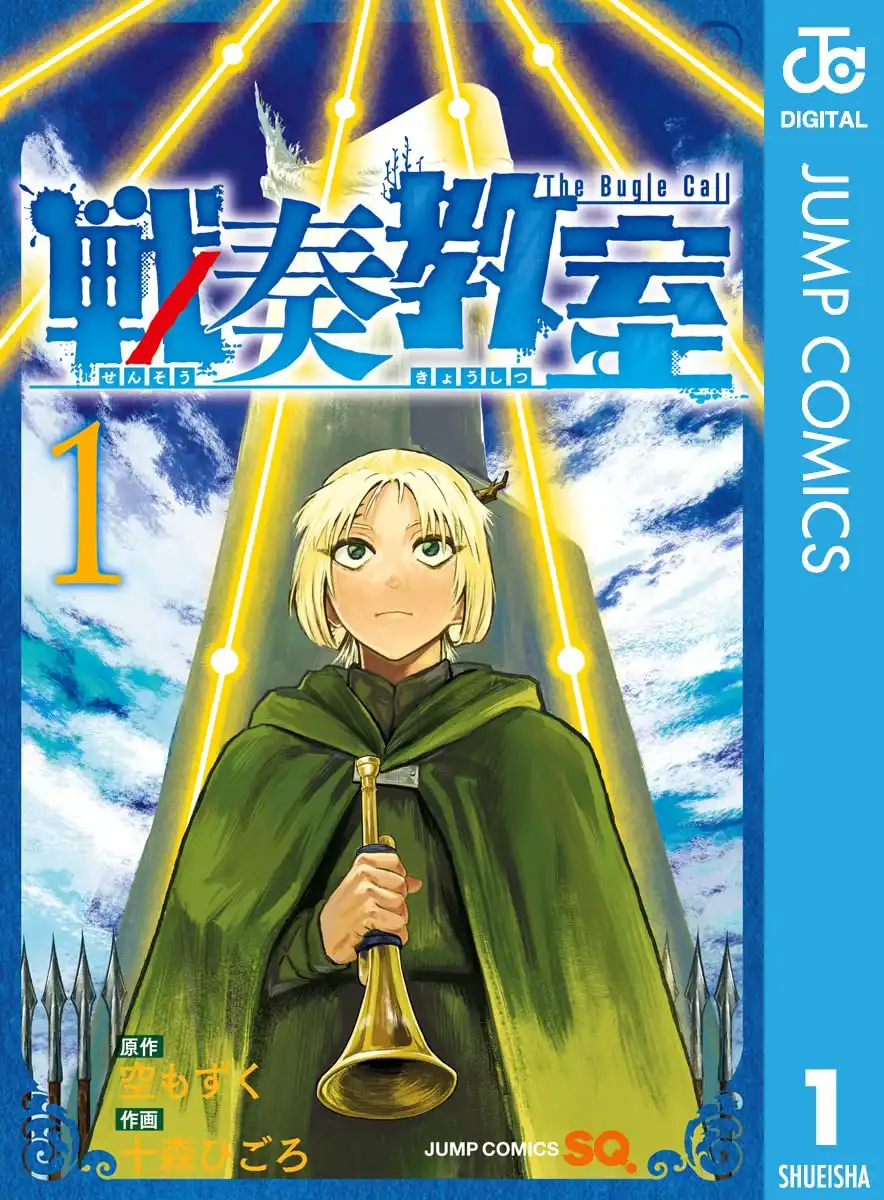 The Bugle Call
戦奏教室
せんそう きょうしつ
1
原作
空もずく
作画
十森ひごろ
JUMP COMICS SQ.
JC
DIGITAL
JUMP COMICS
1
SHUEISHA